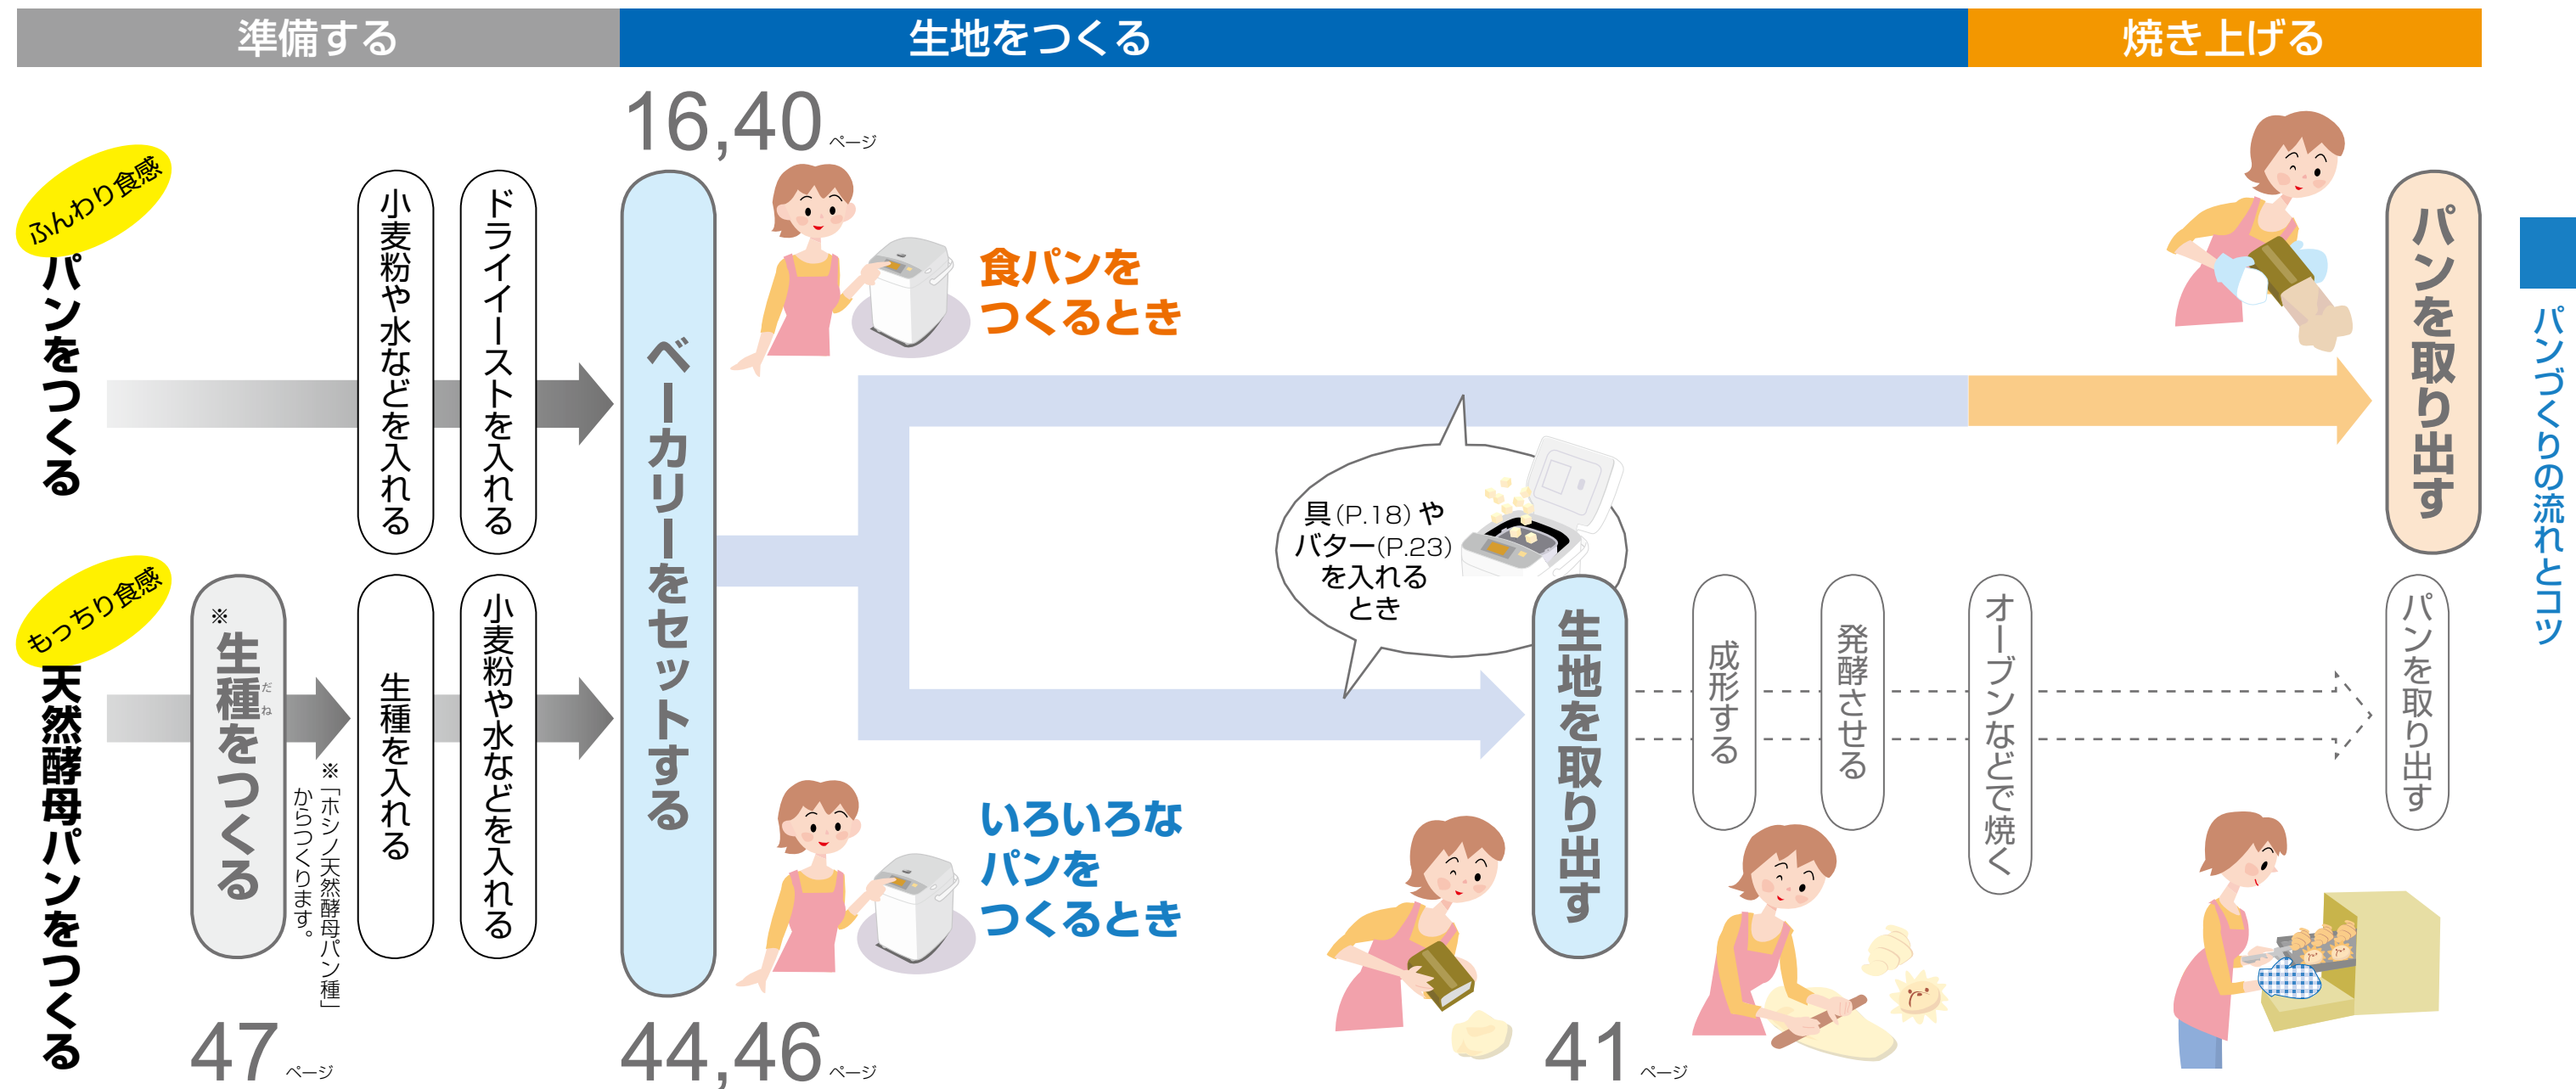 準備する
生地をつくる
焼き上げる
16,40ページ
ふんわり食感
パンをつくる
小麦粉や水などを入れる
ドライイーストを入れる
ベーカリーをセットする
食パンを
つくるとき
具(P.18)や
バター(P.23)
を入れる
とき
パンを取り出す
もっちり食感
天然酵母パンをつくる
※
生種をつくる
だね
※「ホシノ天然酵母パン種」
からつくります。
生種を入れる
小麦粉や水などを入れる
いろいろな
パンを
つくるとき
生地を取り出す
成形する
発酵させる
オーブンなどで焼く
パンを取り出す
47ページ
44,46ページ
41ページ
パンづくりの流れとコツ